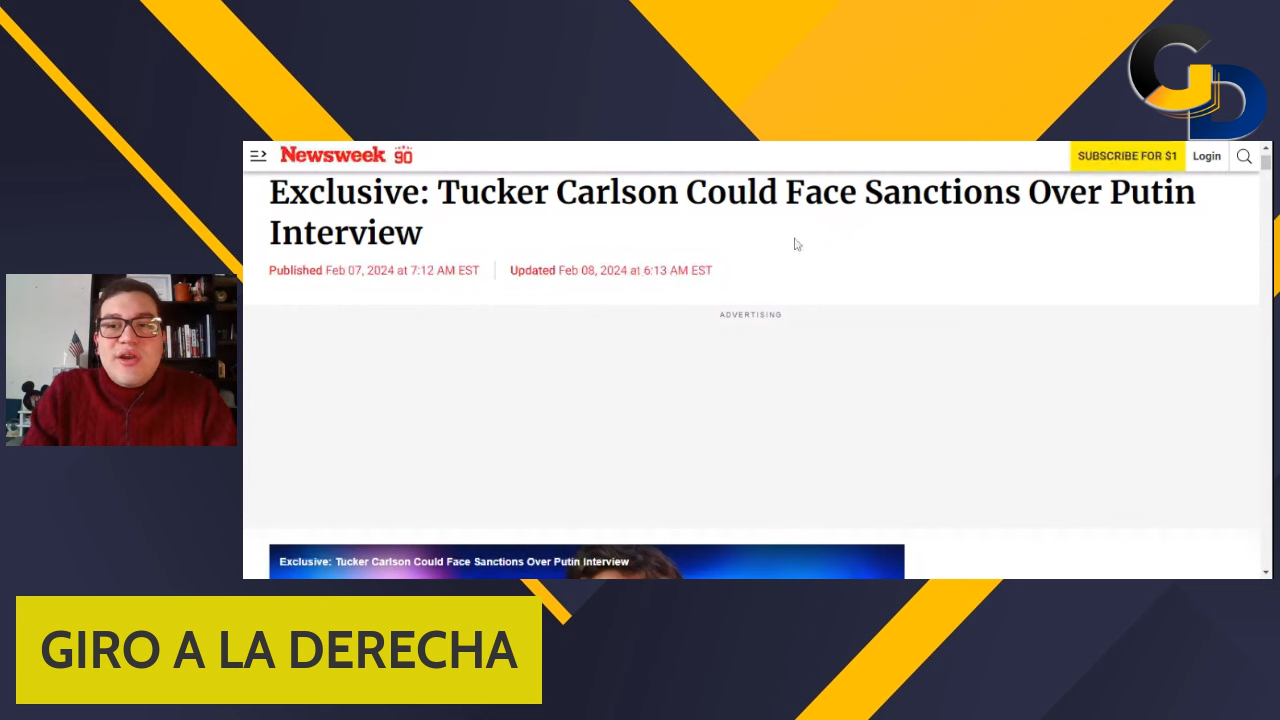 GD
Newsweek 90
SUBSCRIBE FOR $1
Login
Exclusive: Tucker Carlson Could Face Sanctions Over Putin
Interview
Published Feb 07, 2024 at 7:12 AM EST
Updated Feb 08, 2024 at 6:13 AM EST
ADVERTISING
Exclusive: Tucker Carlson Could Face Sanctions Over Putin Interview
GIRO A LA DERECHA